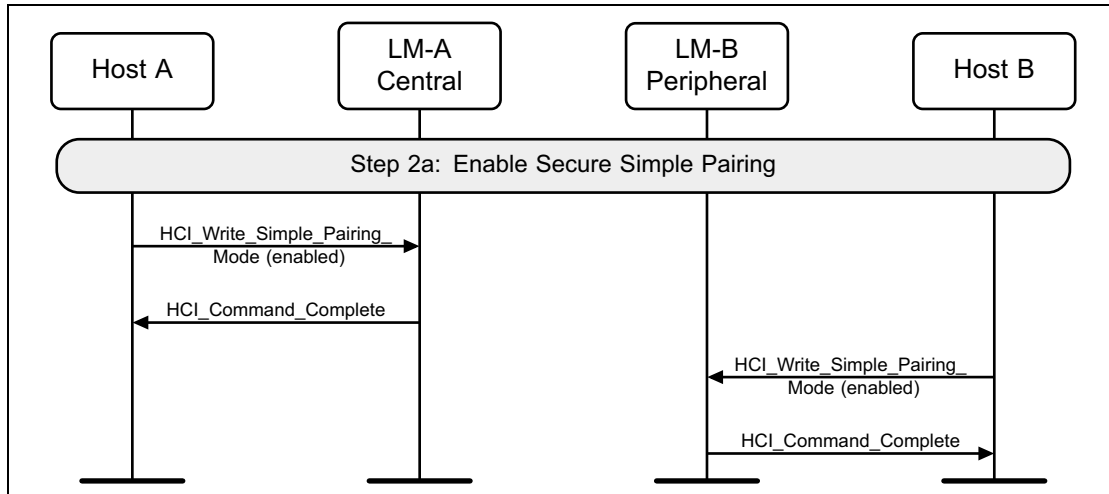 Host A
LM-A
Central
LM-B
Peripheral
Host B
Step 2a: Enable Secure Simple Pairing
HCI_Write_Simple_Pairing_
Mode (enabled)
HCI_Command_Complete
HCI_Write_Simple_Pairing_
Mode (enabled)
HCI_Command_Complete